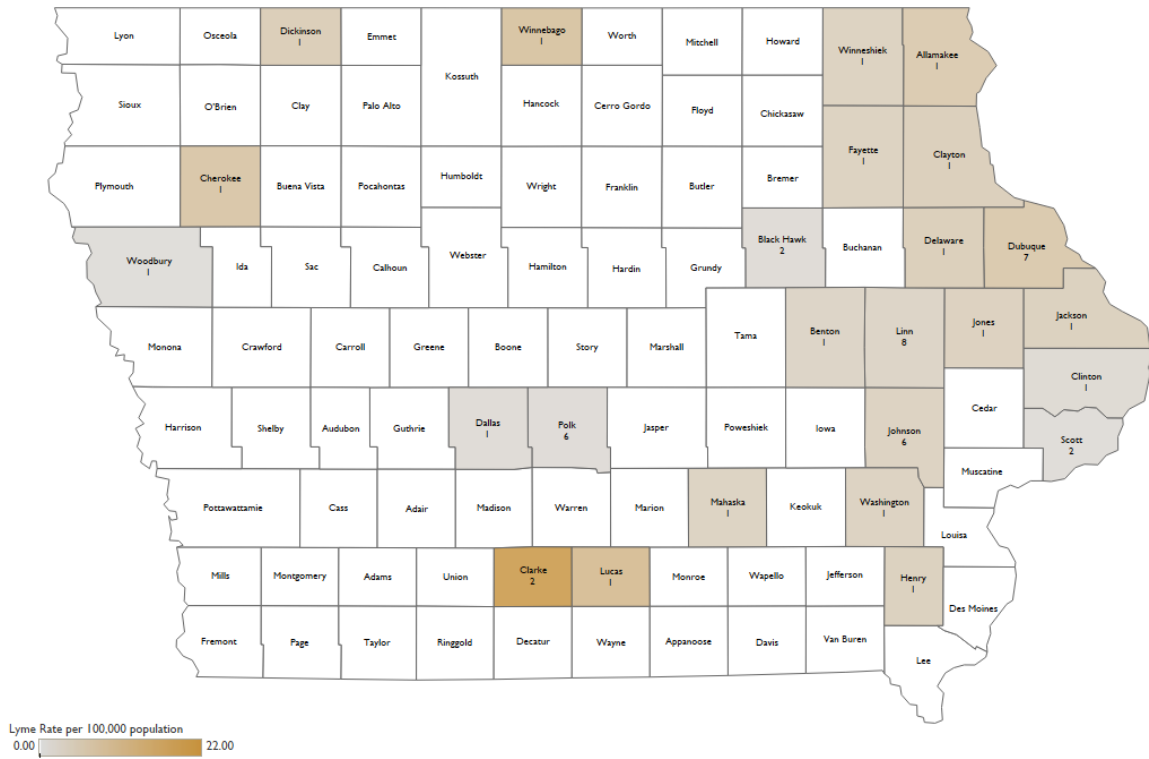 Lyon
Osceola
Dickinson
1
Emmet
Kossuth
Winnebago
1
Worth
Mitchell
Howard
Winneshiek
1
Allamakee
1
Sioux
O'Brien
Clay
Palo Alto
Hancock
Cerro Gordo
Floyd
Chickasaw
Fayette
1
Clayton
1
Plymouth
Cherokee
1
Buena Vista
Pocahontas
Humboldt
Wright
Franklin
Butler
Bremer
Woodbury
1
Ida
Sac
Calhoun
Webster
Hamilton
Hardin
Grundy
Black Hawk
2
Buchanan
Delaware
1
Dubuque
7
Monona
Crawford
Carroll
Greene
Boone
Story
Marshall
Tama
Benton
1
Linn
8
Jones
1
Jackson
1
Clinton
1
Harrison
Shelby
Audubon
Guthrie
Dallas
1
Polk
6
Jasper
Poweshiek
Iowa
Johnson
6
Cedar
Scott
2
Muscatine
Pottawattamie
Cass
Adair
Madison
Warren
Marion
Mahaska
1
Keokuk
Washington
1
Louisa
Mills
Montgomery
Adams
Union
Clarke
2
Lucas
1
Monroe
Wapello
Jefferson
Henry
1
Des Moines
Fremont
Page
Taylor
Ringgold
Decatur
Wayne
Appanoose
Davis
Van Buren
Lee
Lyme Rate per 100,000 population
0.00
22.00